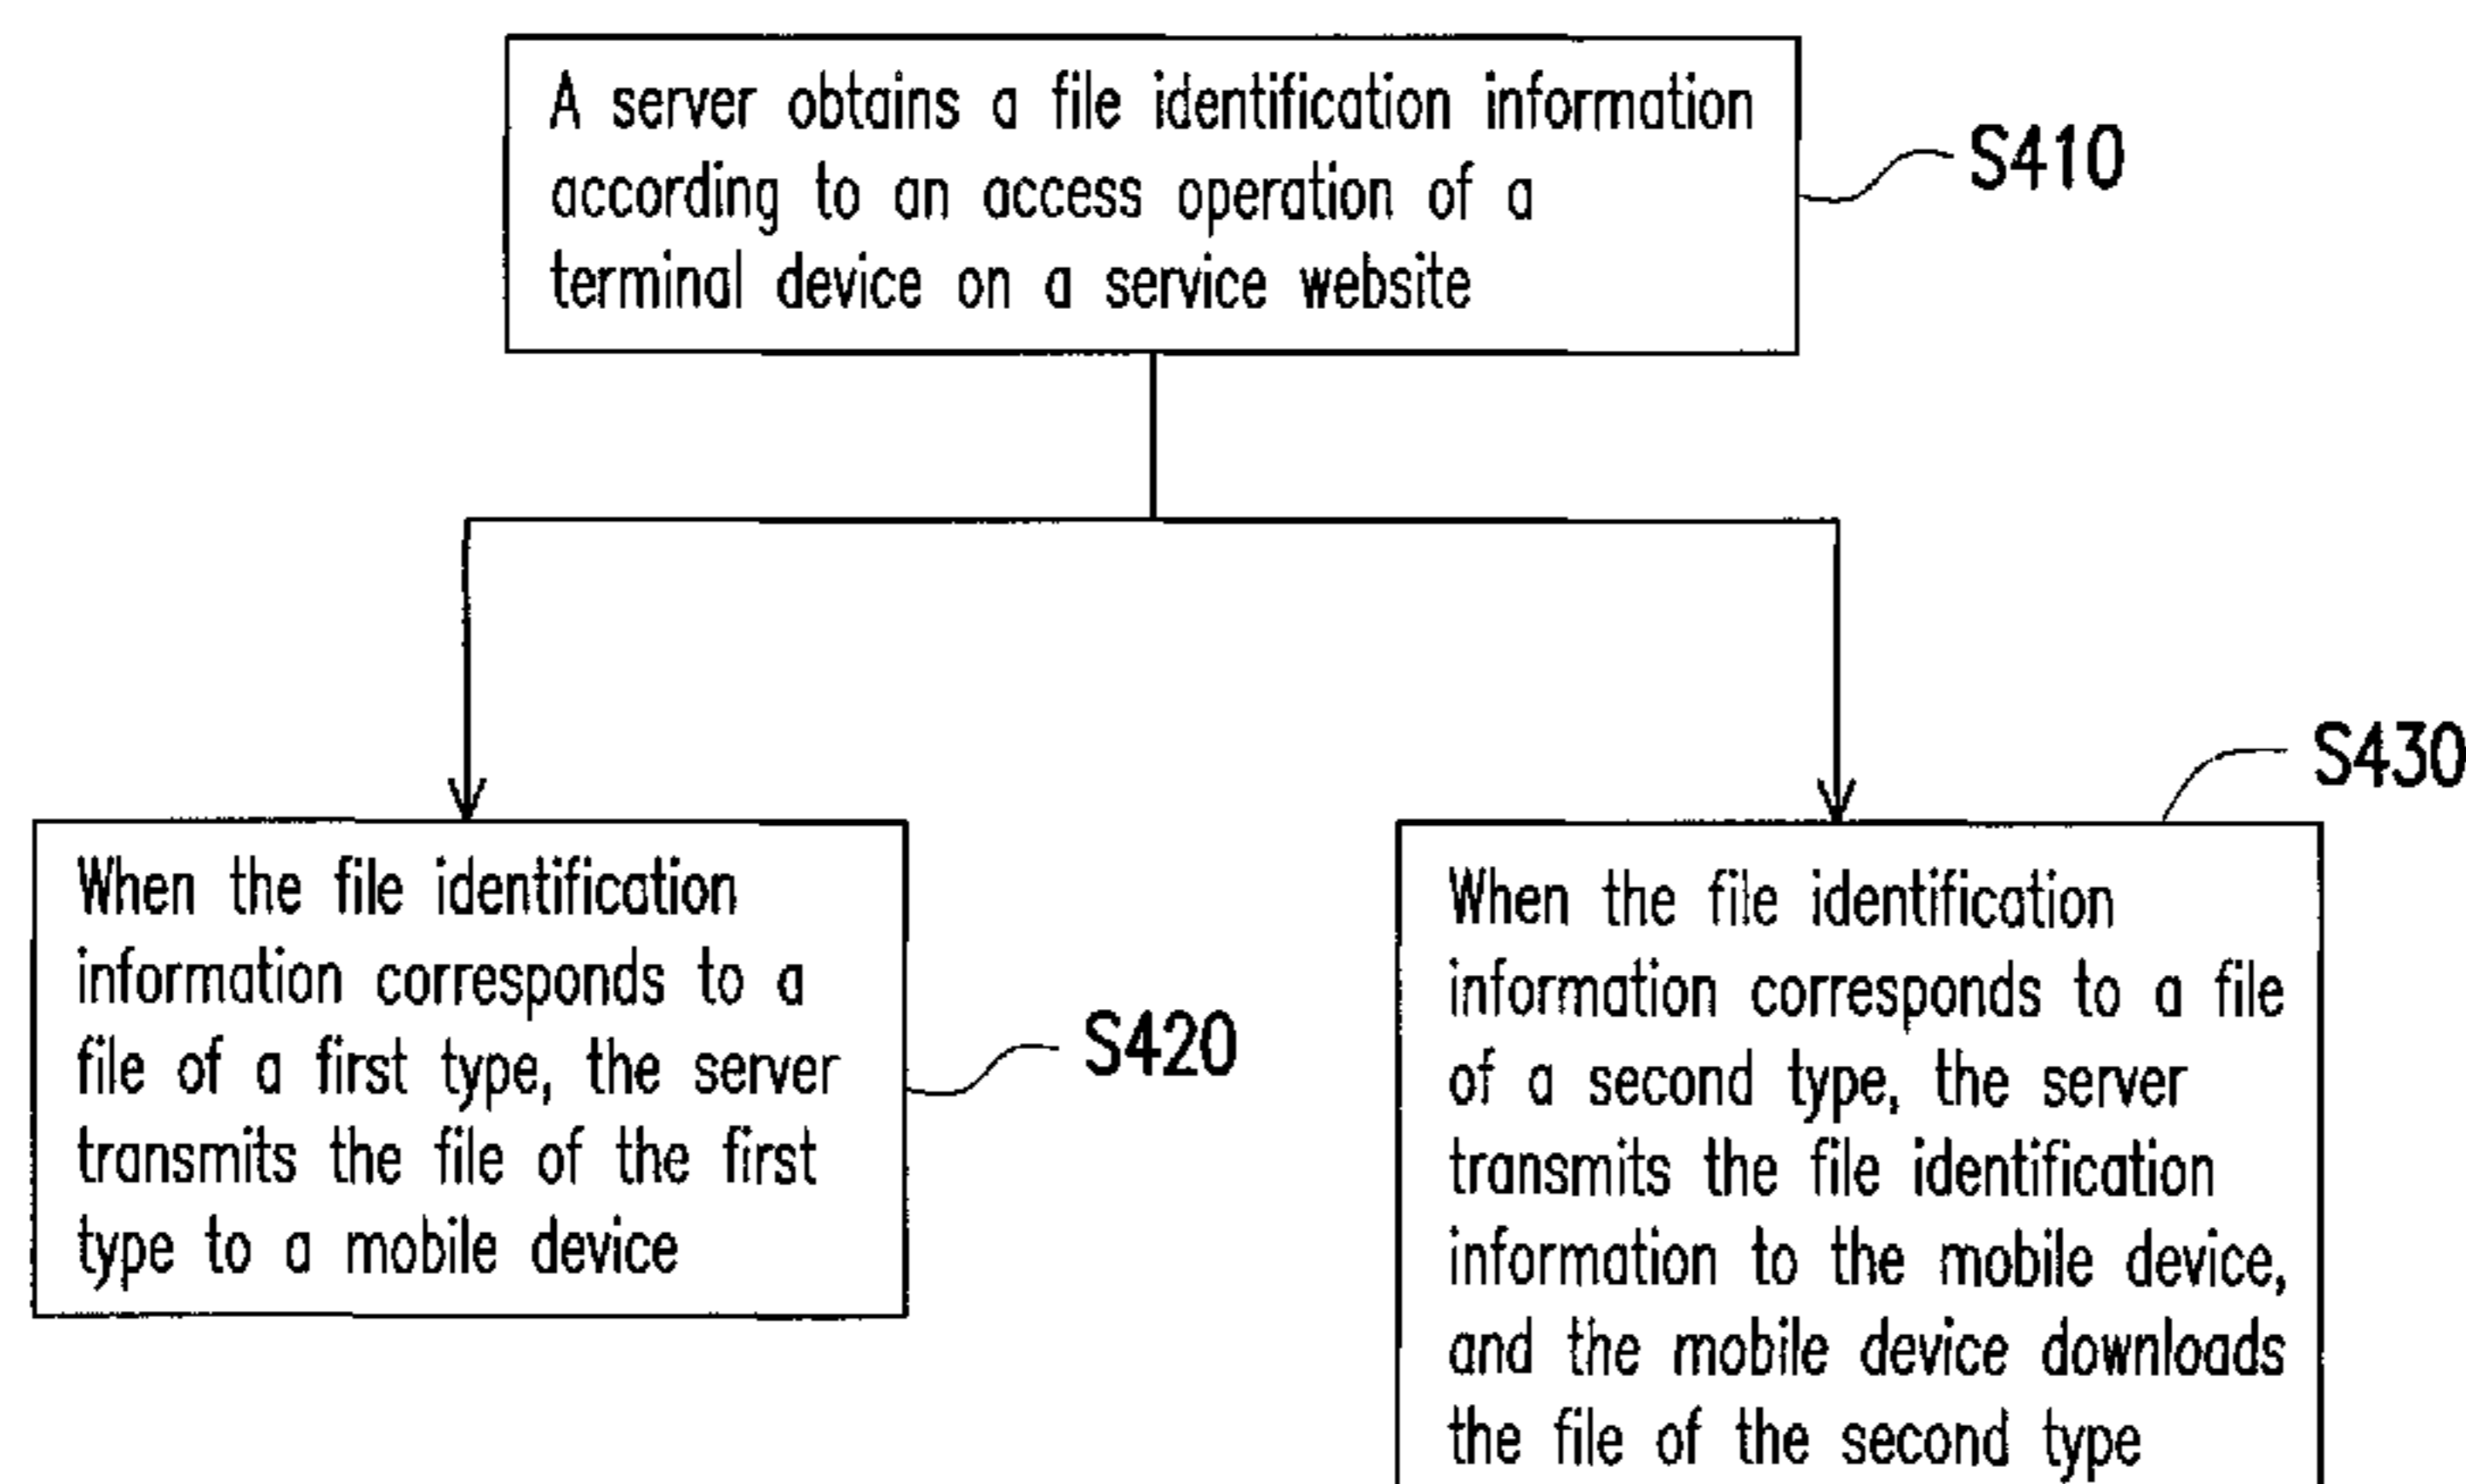 A server obtains a file identification information
according to an access operation of a
terminal device on a service website
S410
When the file identification
information corresponds to a
file of a first type, the server
transmits the file of the first
type to a mobile device
S420
S430
When the file identification
information corresponds to a file
of a second type, the server
transmits the file identification
information to the mobile device,
and the mobile device downloads
the file of the second type